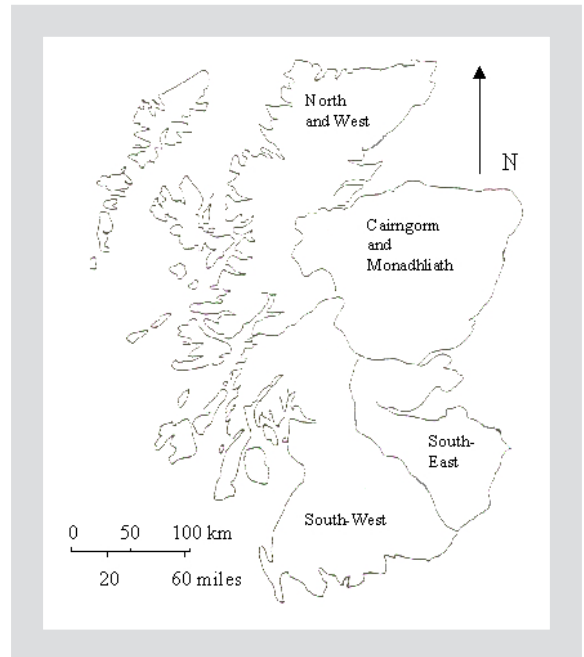 North
and West
N
Cairngorm
and
Monadhliath
South-
East
South-West
0 50 100 km
20 60 miles